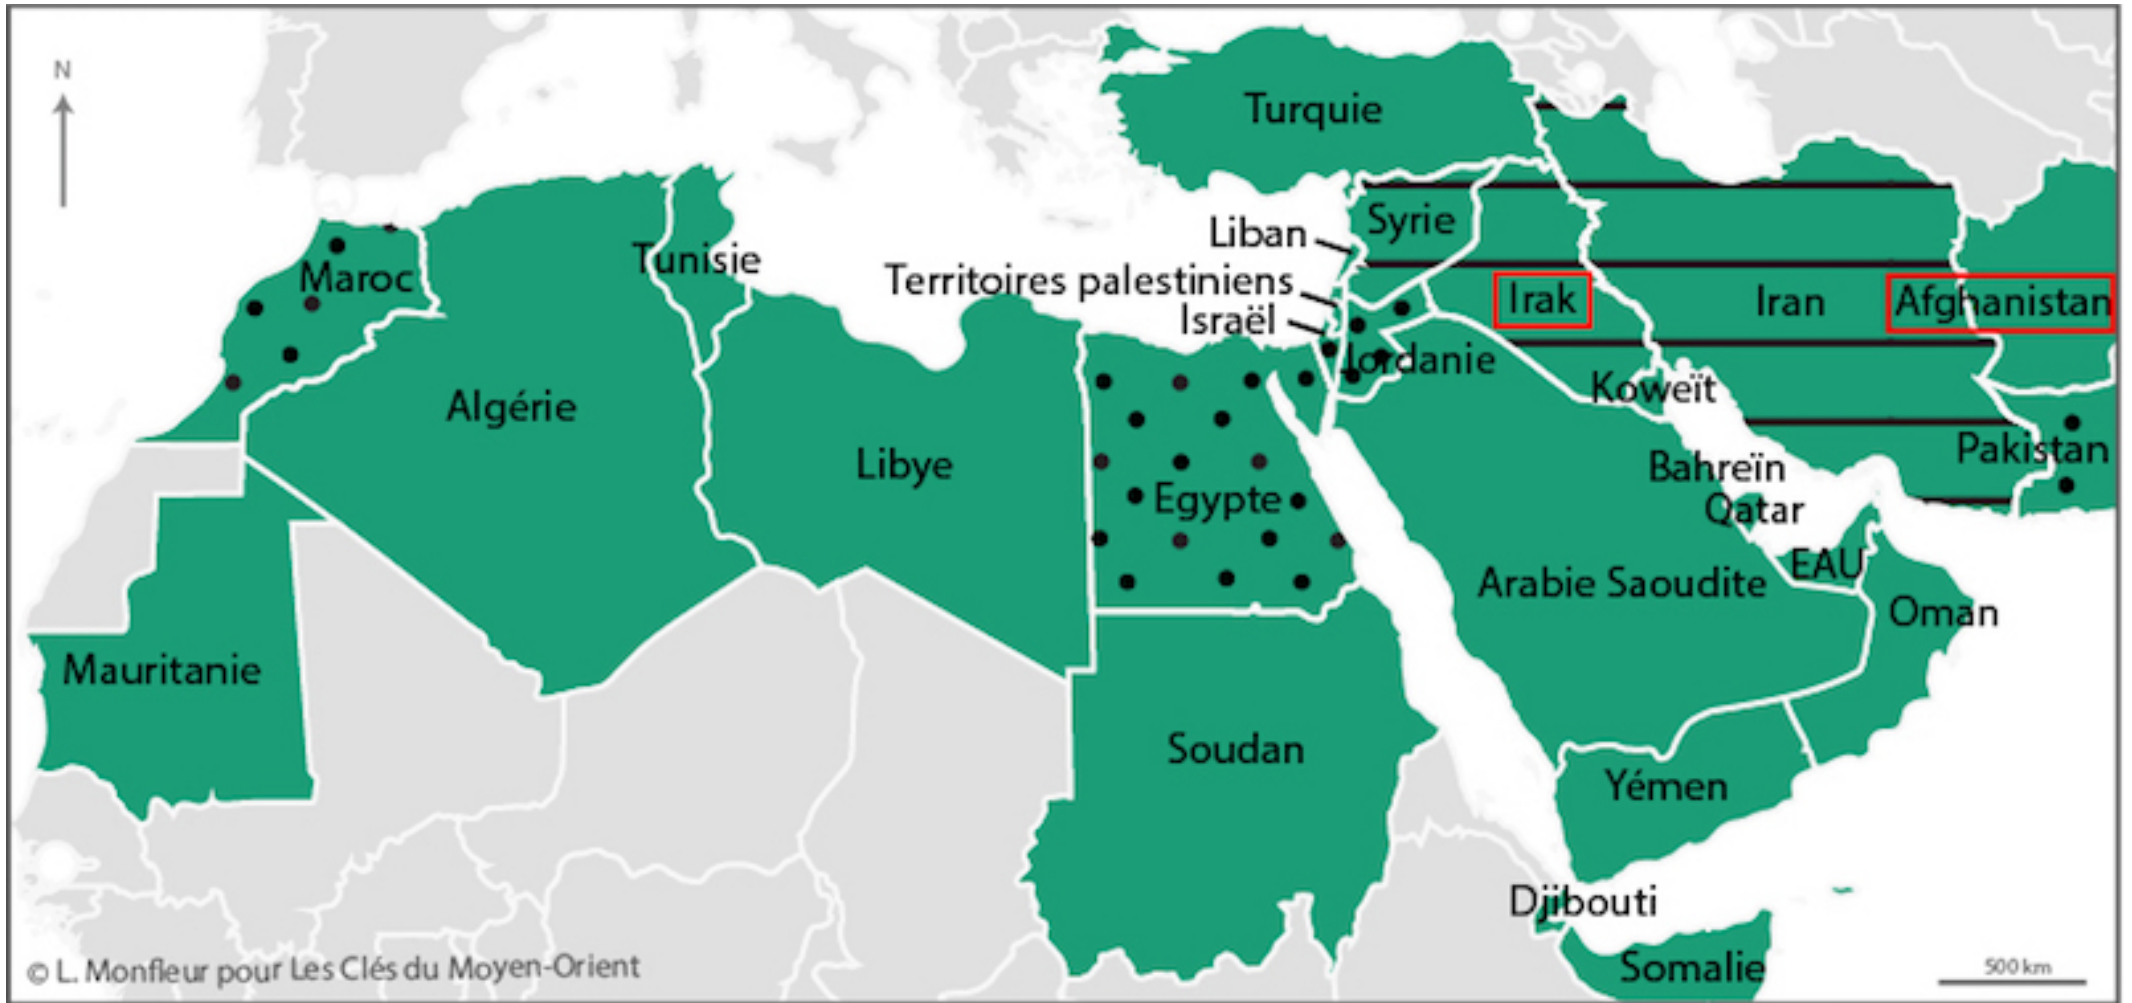 N
Turquie
Syrie
Liban
Tunisie
Maroc
Territoires palestiniens
Irak
Iran
Afghanistan
Israël
Jordanie
Koweït
Algérie
Libye
Pakistan
Bahreïn
Egypte
Qatar
EAU
Arabie Saoudite
Oman
Mauritanie
Soudan
Yémen
Djibouti
Somalie
© L. Monfleur pour Les Clés du Moyen-Orient
500 km